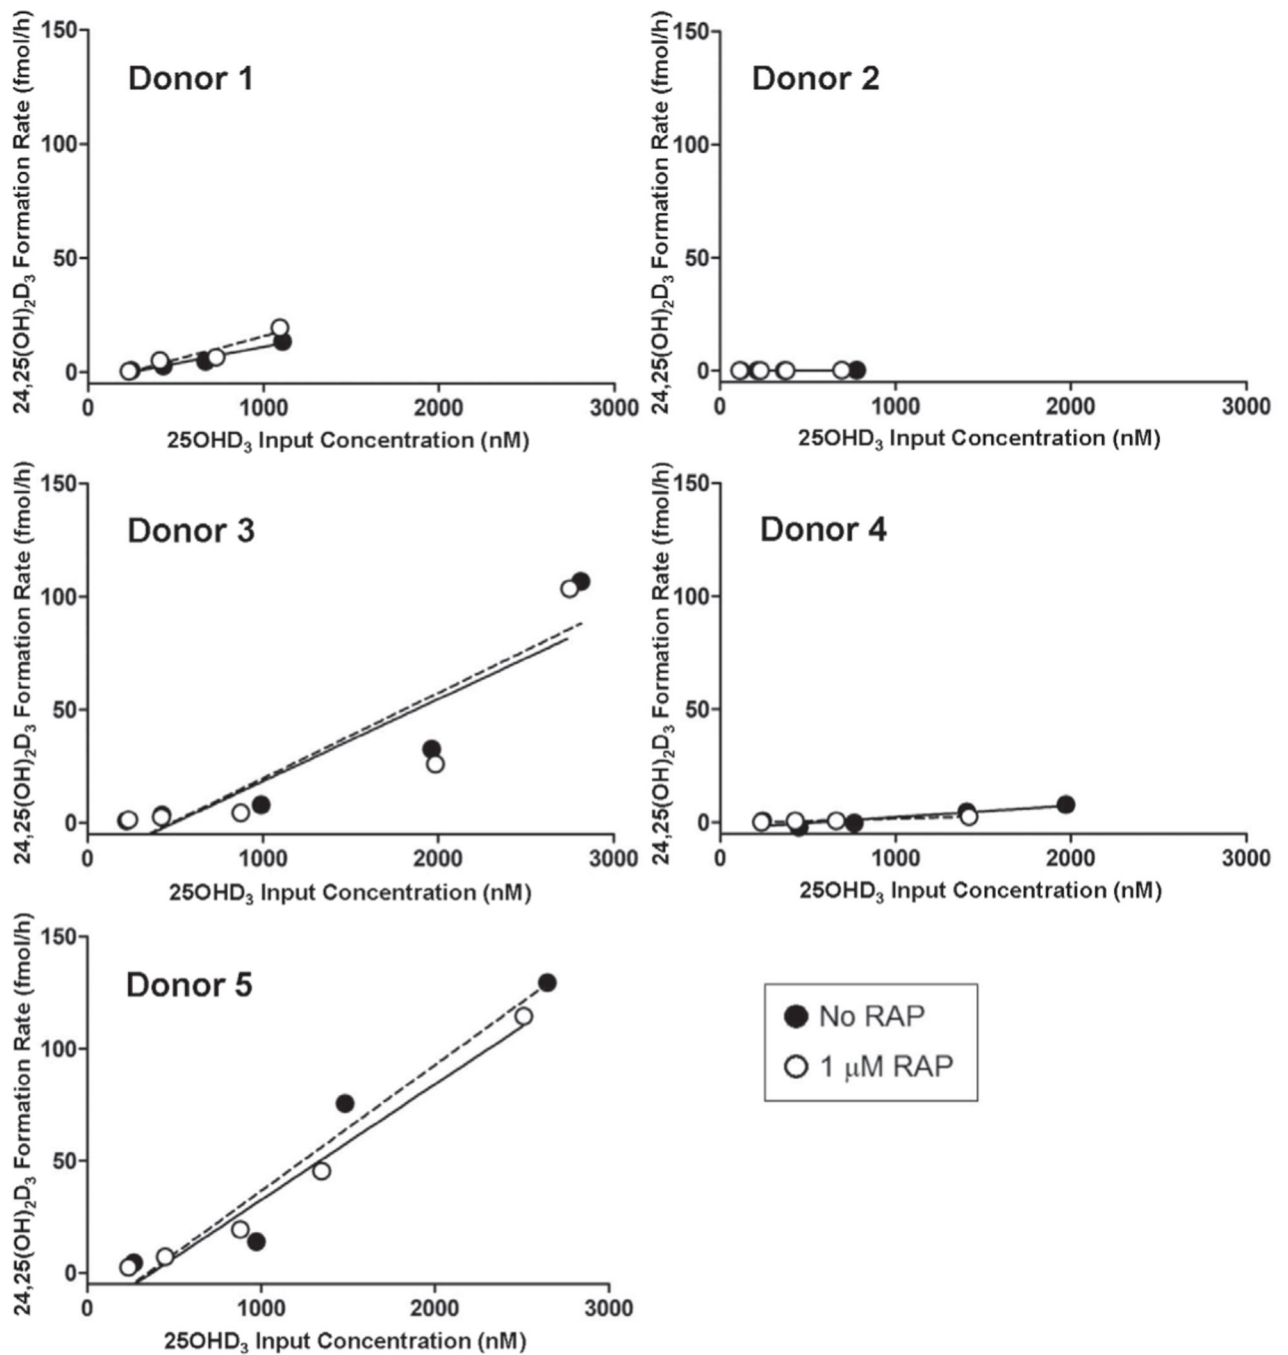 24,25(OH)₂D₃ Formation Rate (fmol/h)
150
100
50
0
Donor 1
0 1000 2000 3000
25OHD₃ Input Concentration (nM)
24,25(OH)₂D₃ Formation Rate (fmol/h)
150
100
50
0
Donor 2
0 1000 2000 3000
25OHD₃ Input Concentration (nM)
24,25(OH)₂D₃ Formation Rate (fmol/h)
150
100
50
0
Donor 3
0 1000 2000 3000
25OHD₃ Input Concentration (nM)
24,25(OH)₂D₃ Formation Rate (fmol/h)
150
100
50
0
Donor 4
0 1000 2000 3000
25OHD₃ Input Concentration (nM)
24,25(OH)₂D₃ Formation Rate (fmol/h)
150
100
50
0
Donor 5
0 1000 2000 3000
25OHD₃ Input Concentration (nM)
No RAP
1 μM RAP